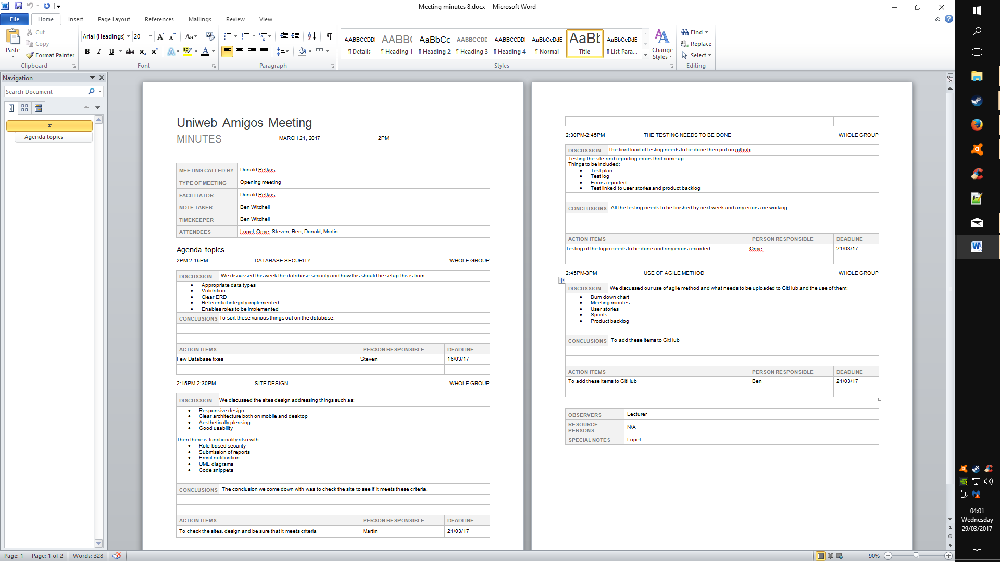 Meeting minutes 8.docx - Microsoft Word
File Home Insert Page Layout References Mailings Review View
Paste
Cut
Copy
Format Painter
Clipboard
Arial (Headings) 20
Font
Paragraph
AABBCCDD AABBC AaBbCc AABBCCDD AABBCCDD AaBbCcDdE AaBb AaBbCcDdE
¶ Details ¶ Heading 1 ¶ Heading 2 ¶ Heading 3 ¶ Heading 4 ¶ Normal Title ¶ List Para...
Styles
Change Styles
Find
Replace
Select
Editing
Navigation
Search Document
Agenda topics
Uniweb Amigos Meeting
MINUTES MARCH 21, 2017 2PM
MEETING CALLED BY Donald Petkus
TYPE OF MEETING Opening meeting
FACILITATOR Donald Petkus
NOTE TAKER Ben Witchell
TIMEKEEPER Ben Witchell
ATTENDEES Lopel, Onye, Steven, Ben, Donald, Martin
Agenda topics
2PM-2:15PM DATABASE SECURITY WHOLE GROUP
DISCUSSION We discussed this week the database security and how this should be setup this is from:
• Appropriate data types
• Validation
• Clear ERD
• Referential integrity implemented
• Enables roles to be implemented
CONCLUSIONS To sort these various things out on the database.
ACTION ITEMS PERSON RESPONSIBLE DEADLINE
Few Database fixes Steven 16/03/17
2:15PM-2:30PM SITE DESIGN WHOLE GROUP
DISCUSSION We discussed the sites design addressing things such as:
• Responsive design
• Clear architecture both on mobile and desktop
• Aesthetically pleasing
• Good usability
Then there is functionality also with:
• Role based security
• Submission of reports
• Email notification
• UML diagrams
• Code snippets
CONCLUSIONS The conclusion we come down with was to check the site to see if it meets these criteria.
ACTION ITEMS PERSON RESPONSIBLE DEADLINE
To check the sites, design and be sure that it meets criteria Martin 21/03/17
2:30PM-2:45PM THE TESTING NEEDS TO BE DONE WHOLE GROUP
DISCUSSION The final load of testing needs to be done then put on github
Testing the site and reporting errors that come up
Things to be included:
• Test plan
• Test log
• Errors reported
• Test linked to user stories and product backlog
CONCLUSIONS All the testing needs to be finished by next week and any errors are working.
ACTION ITEMS PERSON RESPONSIBLE DEADLINE
Testing of the login needs to be done and any errors recorded Onye 21/03/17
2:45PM-3PM USE OF AGILE METHOD WHOLE GROUP
DISCUSSION We discussed our use of agile method and what needs to be uploaded to GitHub and the use of them:
• Burn down chart
• Meeting minutes
• User stories
• Sprints
• Product backlog
CONCLUSIONS To add these items to GitHub
ACTION ITEMS PERSON RESPONSIBLE DEADLINE
To add these items to GitHub Ben 21/03/17
OBSERVERS Lecturer
RESOURCE PERSONS N/A
SPECIAL NOTES Lopel
Page: 1 Page: 1 of 2 Words: 328
90%
04:01
Wednesday
29/03/2017